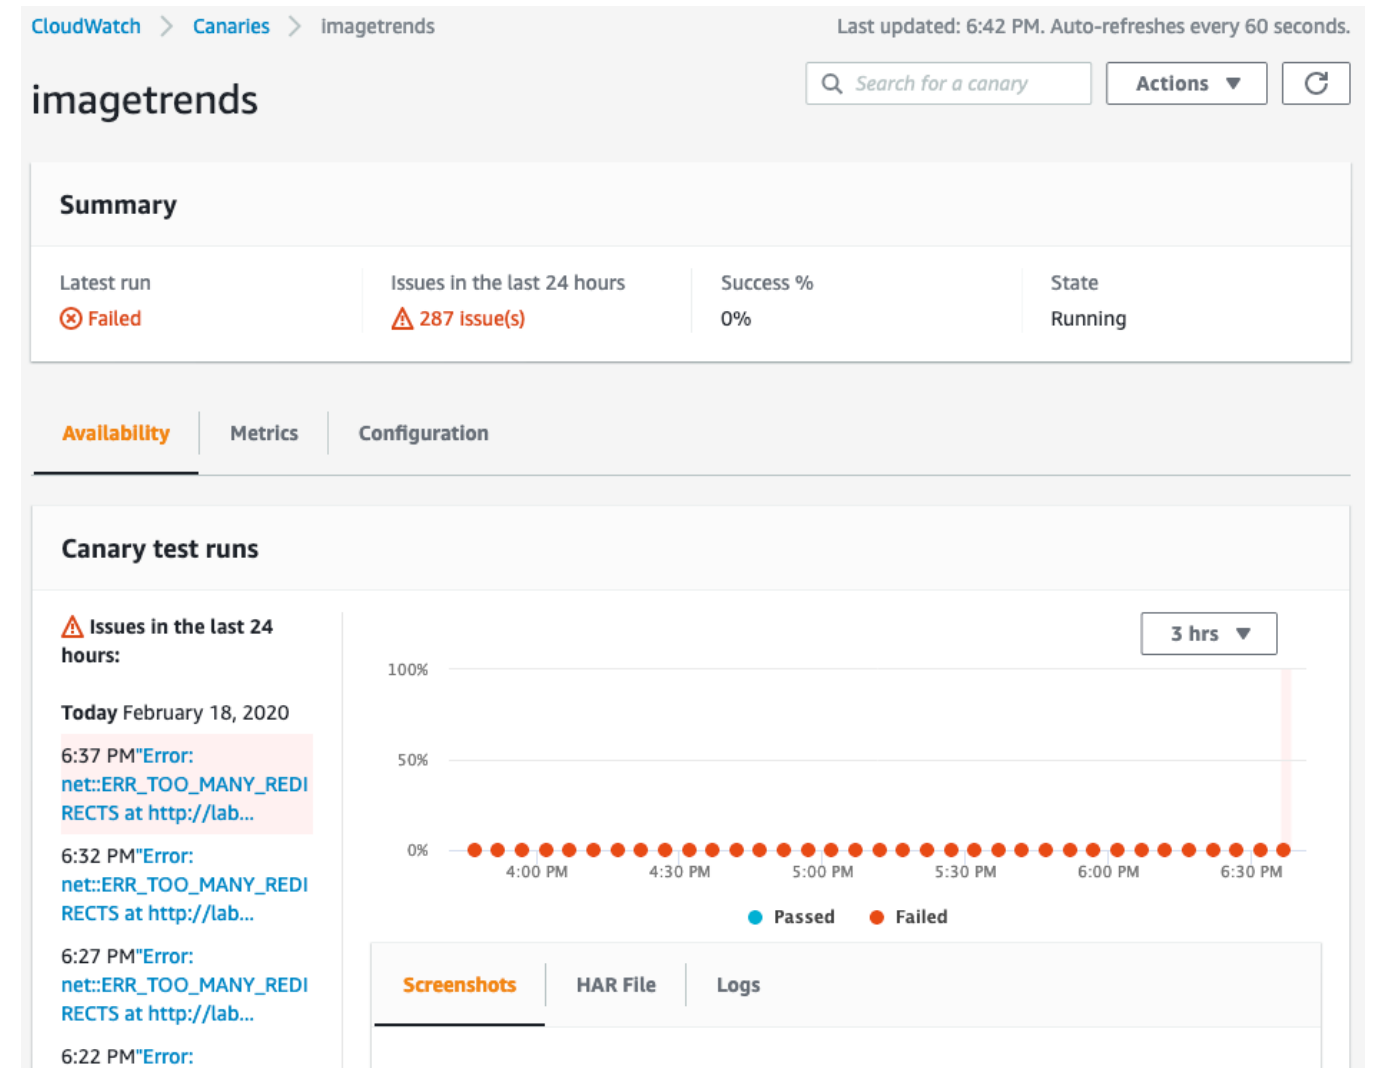 CloudWatch > Canaries > imagetrends
Last updated: 6:42 PM. Auto-refreshes every 60 seconds.
imagetrends
Search for a canary
Actions
Summary
Latest run
Failed
Issues in the last 24 hours
287 issue(s)
Success %
0%
State
Running
Availability
Metrics
Configuration
Canary test runs
Issues in the last 24
hours:
Today February 18, 2020
6:37 PM"Error:
net::ERR_TOO_MANY_REDI
RECTS at http://lab...
6:32 PM"Error:
net::ERR_TOO_MANY_REDI
RECTS at http://lab...
6:27 PM"Error:
net::ERR_TOO_MANY_REDI
RECTS at http://lab...
6:22 PM"Error:
3 hrs
100%
50%
0%
4:00 PM 4:30 PM 5:00 PM 5:30 PM 6:00 PM 6:30 PM
Passed Failed
Screenshots
HAR File
Logs